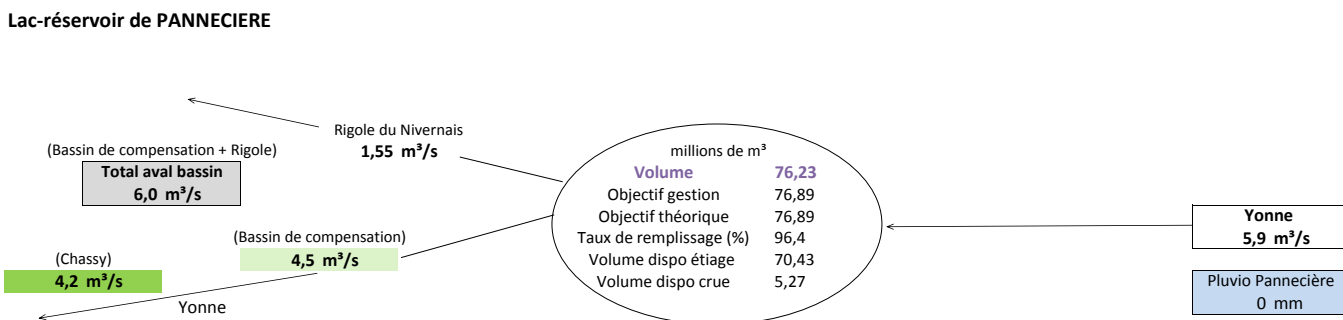 Lac-réservoir de PANNECIERE
Rigole du Nivernais
1,55 m³/s
(Bassin de compensation + Rigole)
Total aval bassin
6,0 m³/s
millions de m³
Volume 76,23
Objectif gestion 76,89
Objectif théorique 76,89
Taux de remplissage (%) 96,4
Volume dispo étiage 70,43
Volume dispo crue 5,27
Yonne
5,9 m³/s
(Bassin de compensation)
4,5 m³/s
(Chassy)
4,2 m³/s
Yonne
Pluvio Pannecière
0 mm